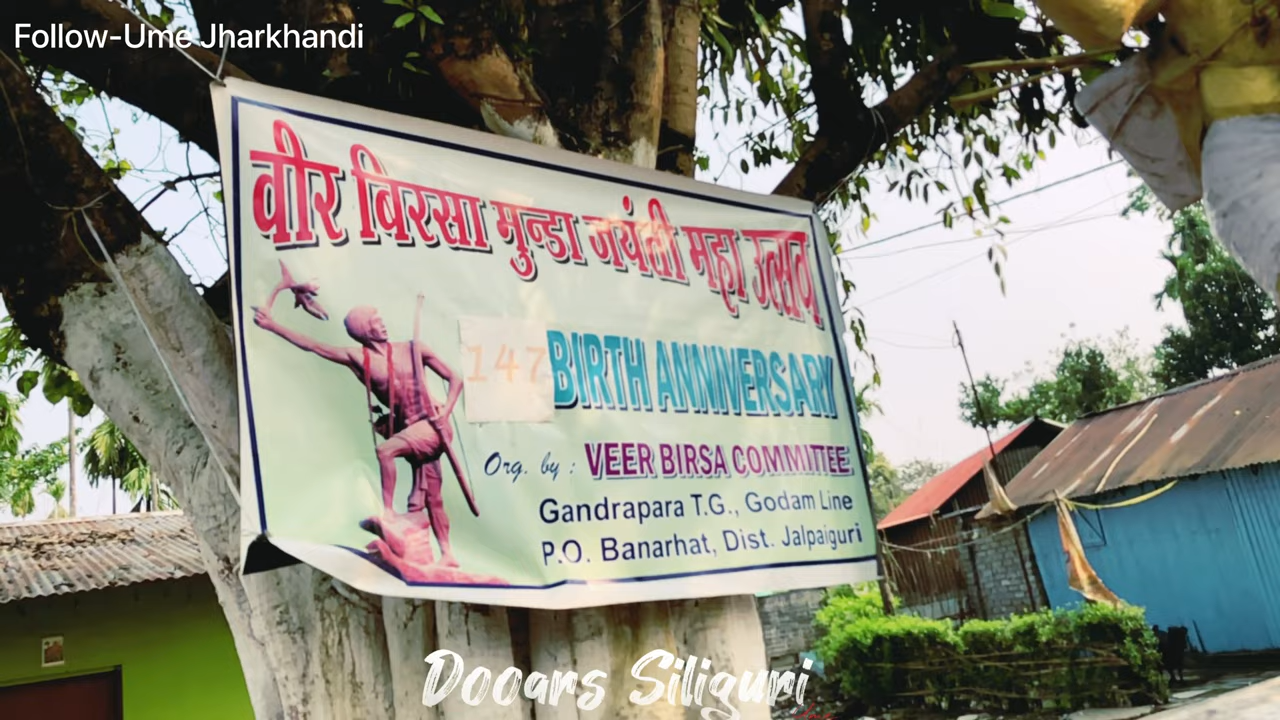 Follow-Ume Jharkhandi
वीर विरसा मुन्डा जयंती महा उत्सव
147 BIRTH ANNIVERSARY
Org. by : VEER BIRSA COMMITTEE
Gandrapara T.G., Godam Line
P.O. Banarhat, Dist. Jalpaiguri
Dooars Siliguri